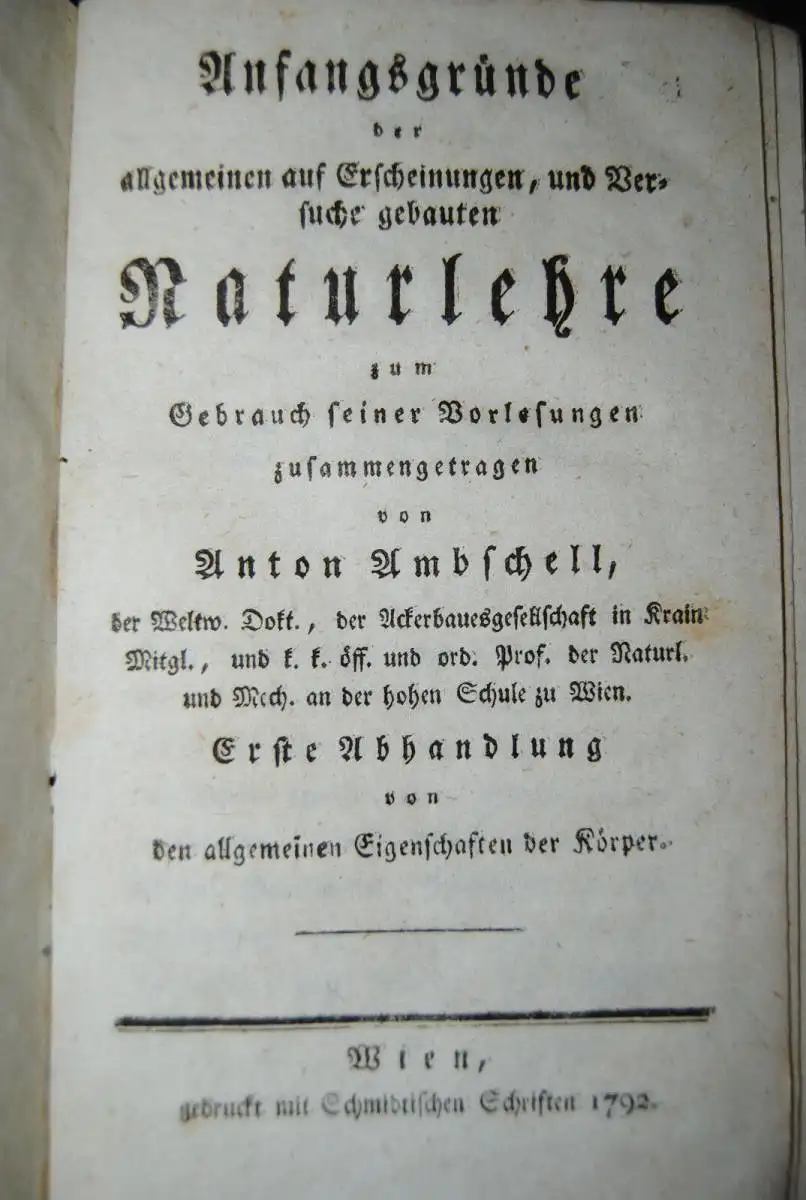 Anfangsgründe
der
allgemeinen auf Erscheinungen, und Ver-
suche gebauten
Naturlehre
zum
Gebrauch seiner Vorlesungen
zusammengetragen
von
Anton Ambschell,
der Weltw. Dokt., der Ackerbauesgesellschaft in Krain
Mitgl., und k. k. öff. und ord. Prof. der Naturl.
und Mech. an der hohen Schule zu Wien.
Erste Abhandlung
von
den allgemeinen Eigenschaften der Körper.
Wien,
gedruckt mit Schmidtischen Schriften 1792.